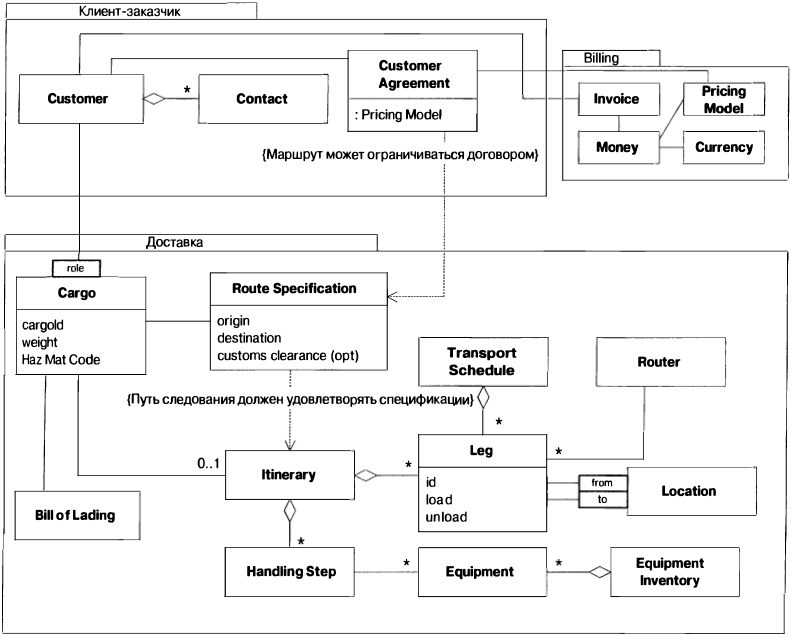 Клиент-заказчик
Billing
Customer
Contact
*
Customer
Agreement
: Pricing Model
Invoice
Pricing
Model
Money
Currency
{Маршрут может ограничиваться договором}
Доставка
role
Cargo
cargoId
weight
Haz Mat Code
Route Specification
origin
destination
customs clearance (opt)
Transport
Schedule
Router
{Путь следования должен удовлетворять спецификации}
*
0..1
Itinerary
*
Leg
id
load
unload
*
from
to
Location
Bill of Lading
*
Handling Step
*
Equipment
*
Equipment
Inventory